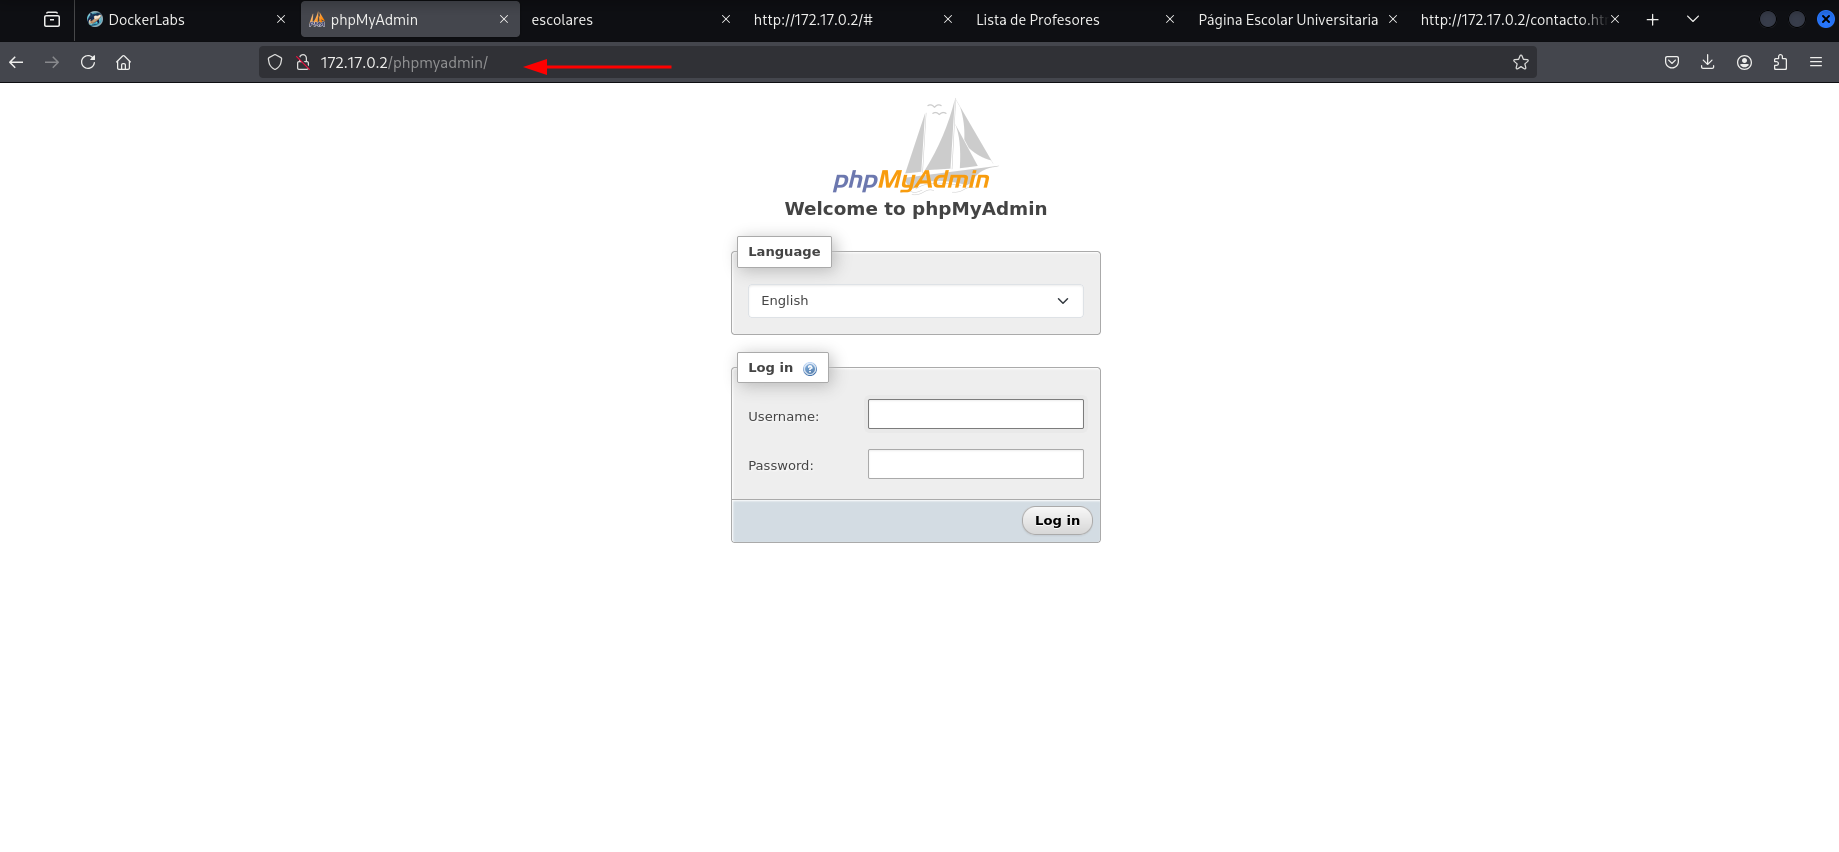 DockerLabs
phpMyAdmin
escolares
http://172.17.0.2/#
Lista de Profesores
Página Escolar Universitaria
http://172.17.0.2/contacto.ht
172.17.0.2/phpmyadmin/
phpMyAdmin
Welcome to phpMyAdmin
Language
English
Log in
Username:
Password:
Log in